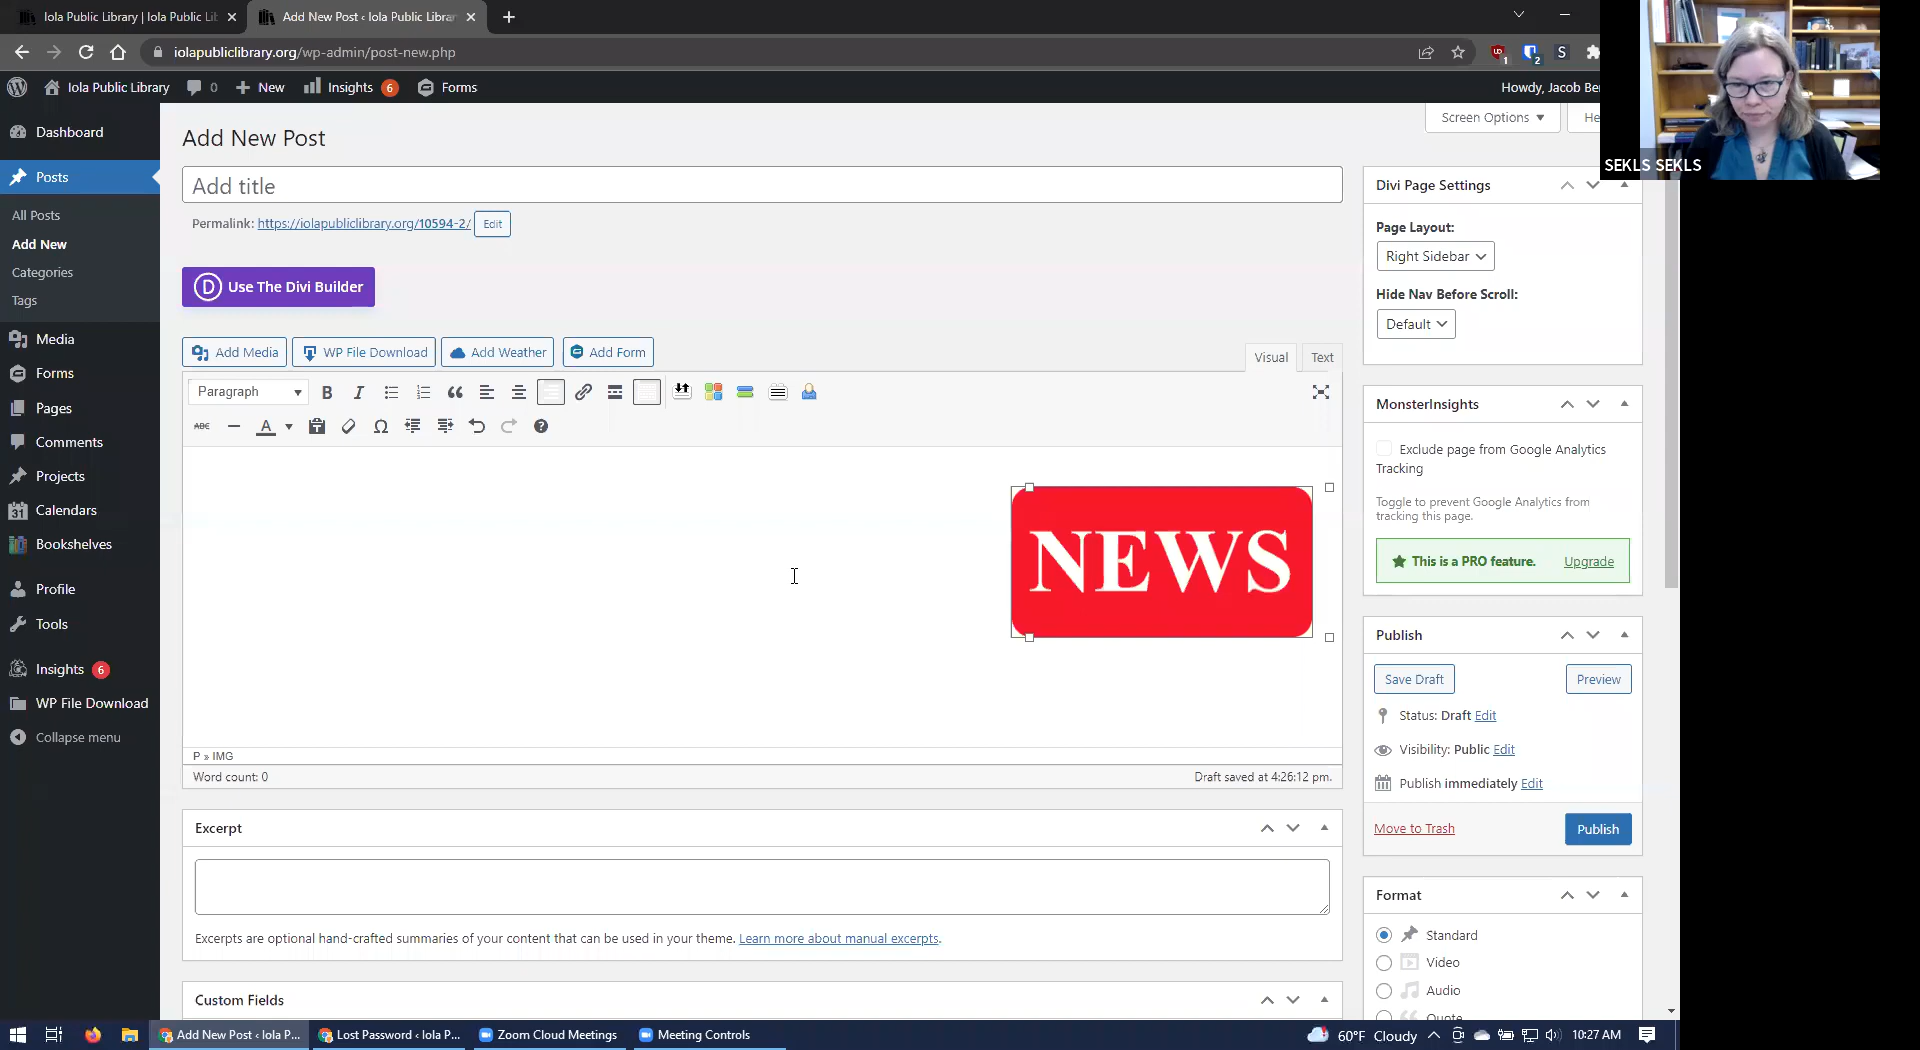 Iola Public Library | Iola Public Lib
Add New Post ‹ Iola Public Librar
iolapubliclibrary.org/wp-admin/post-new.php
Iola Public Library
0
New
Insights
6
Forms
Howdy, Jacob Be
Dashboard
Posts
All Posts
Add New
Categories
Tags
Media
Forms
Pages
Comments
Projects
Calendars
Bookshelves
Profile
Tools
Insights 6
WP File Download
Collapse menu
Screen Options
He
Add New Post
Add title
Permalink: https://iolapubliclibrary.org/10594-2/ Edit
D Use The Divi Builder
Add Media
WP File Download
Add Weather
Add Form
Visual
Text
Paragraph
B
I
ABC
A
Ω
NEWS
P » IMG
Word count: 0
Draft saved at 4:26:12 pm.
Excerpt
Excerpts are optional hand-crafted summaries of your content that can be used in your theme. Learn more about manual excerpts.
Custom Fields
SEKLS SEKLS
Divi Page Settings
Page Layout:
Right Sidebar
Hide Nav Before Scroll:
Default
MonsterInsights
Exclude page from Google Analytics
Tracking
Toggle to prevent Google Analytics from
tracking this page.
This is a PRO feature. Upgrade
Publish
Save Draft
Preview
Status: Draft Edit
Visibility: Public Edit
Publish immediately Edit
Move to Trash
Publish
Format
Standard
Video
Audio
Quote
Add New Post ‹ Iola P...
Lost Password ‹ Iola P...
Zoom Cloud Meetings
Meeting Controls
60°F Cloudy
10:27 AM